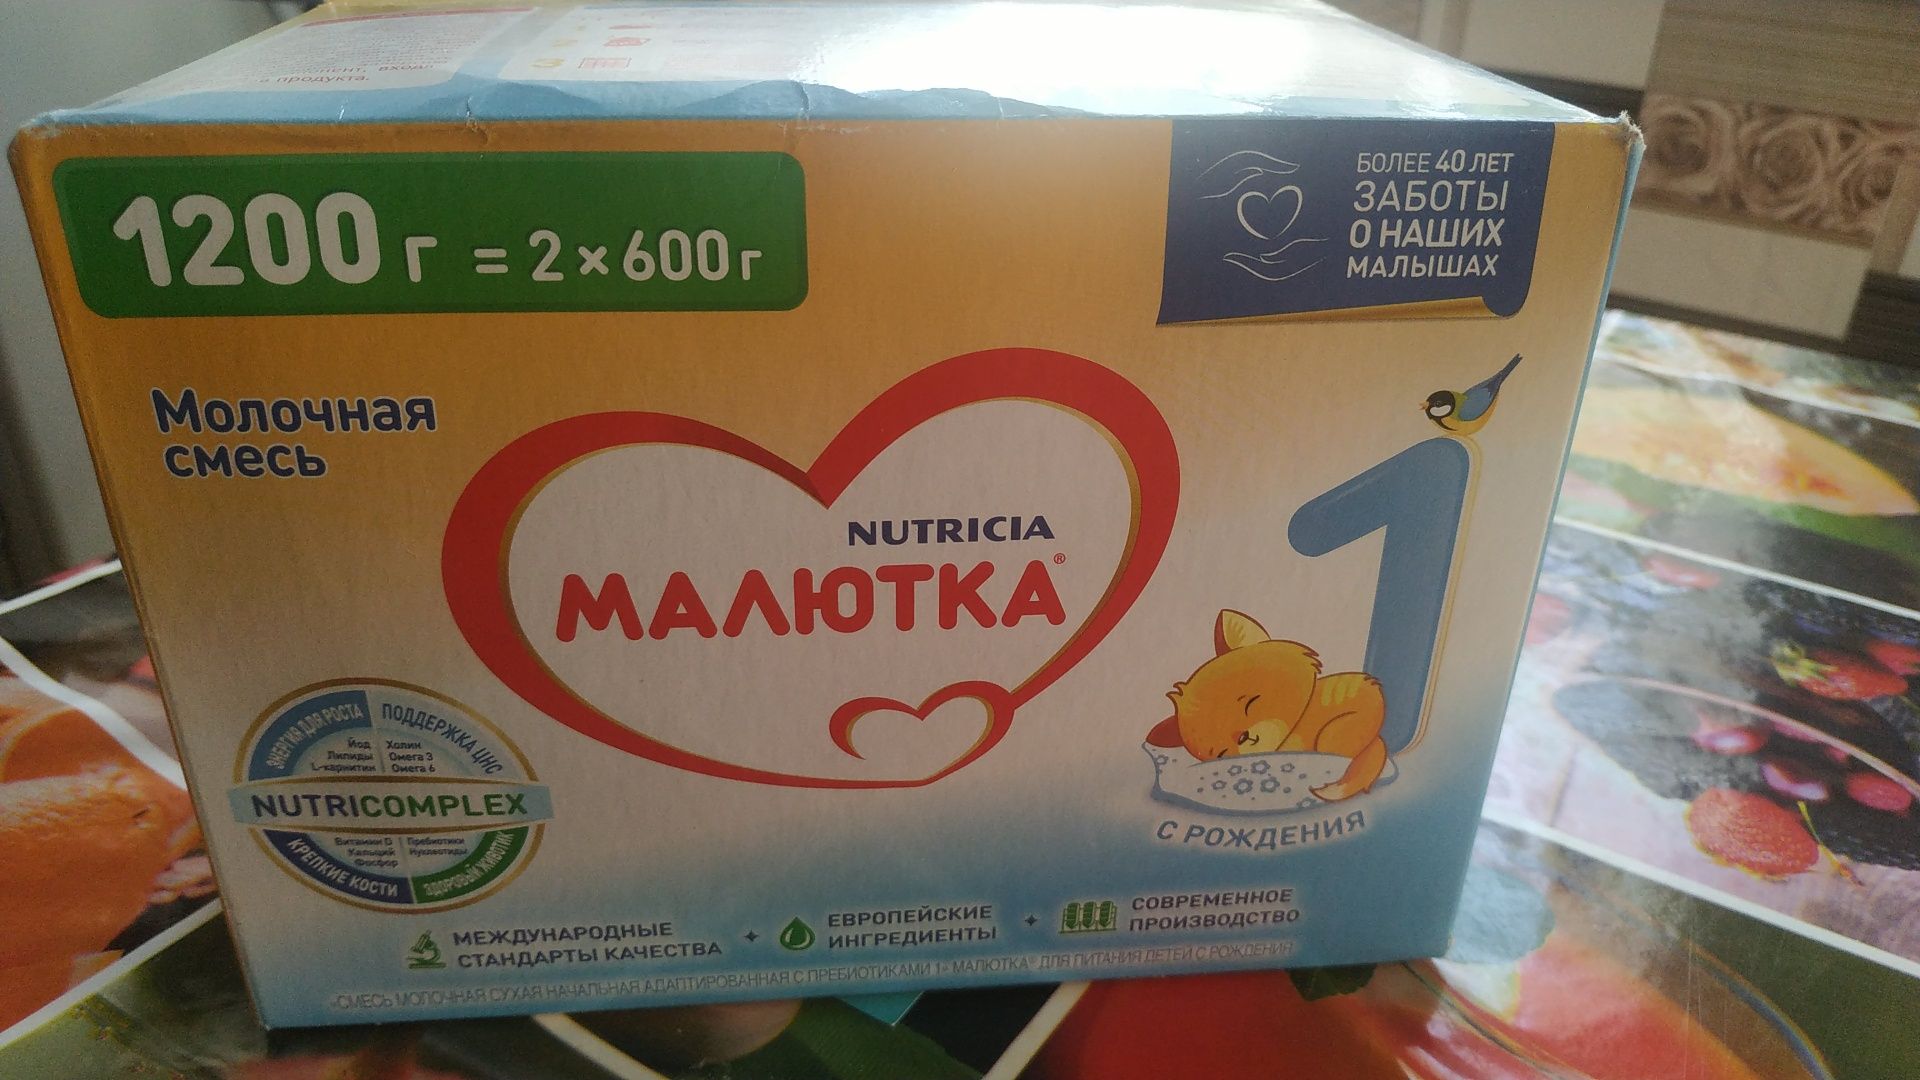 а продукта.
1200 г = 2 × 600 г
БОЛЕЕ 40 ЛЕТ
ЗАБОТЫ
О НАШИХ
МАЛЫШАХ
Молочная
смесь
NUTRICIA
МАЛЮТКА®
1
С РОЖДЕНИЯ
ЭНЕРГИЯ ДЛЯ РОСТА
ПОДДЕРЖКА ЦНС
Йод
Липиды
L-карнитин
Холин
Омега 3
Омега 6
NUTRICOMPLEX
Витамин D
Кальций
Фосфор
Пребиотики
Нуклеотиды
КРЕПКИЕ КОСТИ
ЗДОРОВЫЙ ЖИВОТИК
МЕЖДУНАРОДНЫЕ
СТАНДАРТЫ КАЧЕСТВА
ЕВРОПЕЙСКИЕ
ИНГРЕДИЕНТЫ
СОВРЕМЕННОЕ
ПРОИЗВОДСТВО
«СМЕСЬ МОЛОЧНАЯ СУХАЯ НАЧАЛЬНАЯ АДАПТИРОВАННАЯ С ПРЕБИОТИКАМИ 1» МАЛЮТКА® ДЛЯ ПИТАНИЯ ДЕТЕЙ С РОЖДЕНИЯ